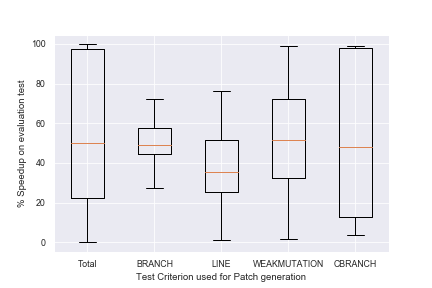 % Speedup on evaluation test
100
80
60
40
20
0
Total BRANCH LINE WEAKMUTATION CBRANCH
Test Criterion used for Patch generation